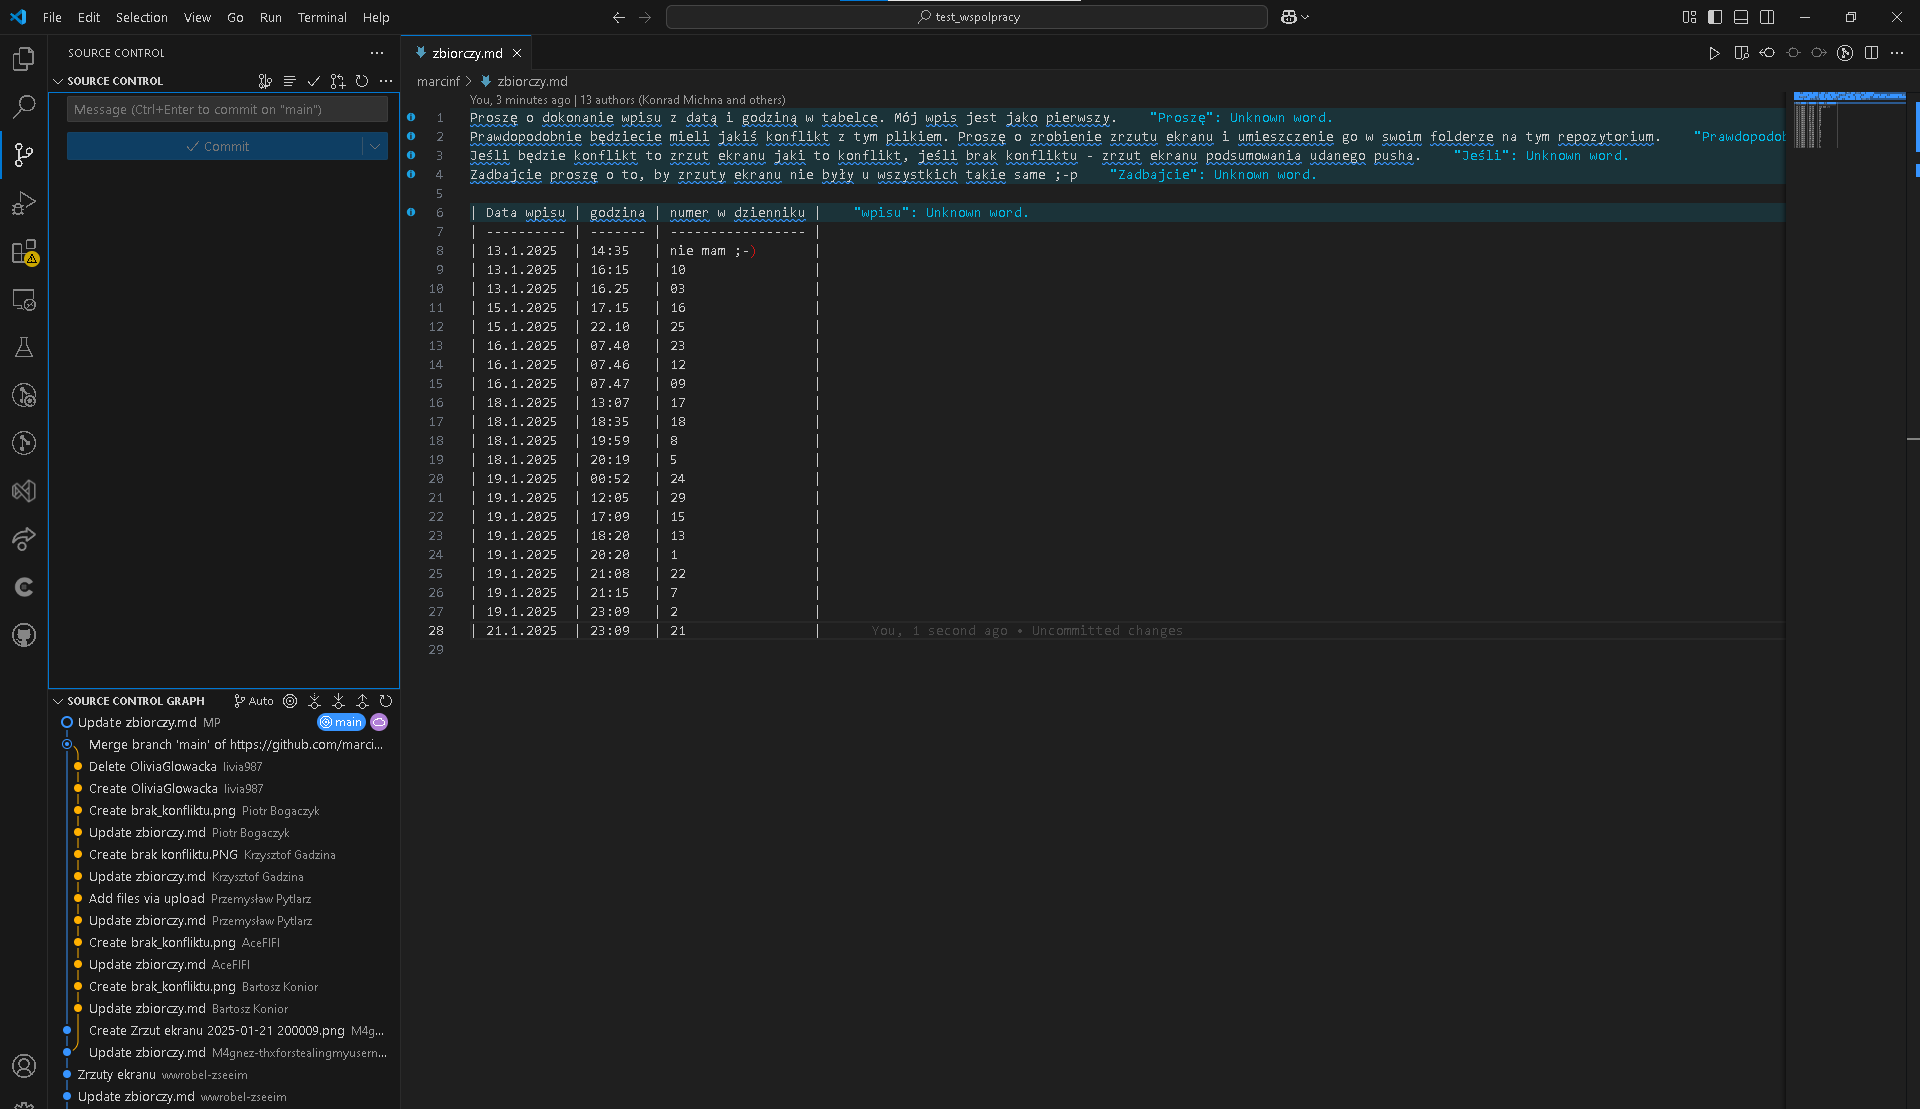 File Edit Selection View Go Run Terminal Help
test_wspolpracy
SOURCE CONTROL
SOURCE CONTROL
Message (Ctrl+Enter to commit on "main")
Commit
zbiorczy.md
marcinf > zbiorczy.md
You, 3 minutes ago | 13 authors (Konrad Michna and others)
1 Proszę o dokonanie wpisu z datą i godziną w tabelce. Mój wpis jest jako pierwszy. "Proszę": Unknown word.
2 Prawdopodobnie będziecie mieli jakiś konflikt z tym plikiem. Proszę o zrobienie zrzutu ekranu i umieszczenie go w swoim folderze na tym repozytorium. "Prawdopodob
3 Jeśli będzie konflikt to zrzut ekranu jaki to konflikt, jeśli brak konfliktu - zrzut ekranu podsumowania udanego pusha. "Jeśli": Unknown word.
4 Zadbajcie proszę o to, by zrzuty ekranu nie były u wszystkich takie same ;-p "Zadbajcie": Unknown word.
5
6 | Data wpisu | godzina | numer w dzienniku | "wpisu": Unknown word.
7 | ---------- | ------- | ----------------- |
8 | 13.1.2025 | 14:35 | nie mam ;-) |
9 | 13.1.2025 | 16:15 | 10 |
10 | 13.1.2025 | 16.25 | 03 |
11 | 15.1.2025 | 17.15 | 16 |
12 | 15.1.2025 | 22.10 | 25 |
13 | 16.1.2025 | 07.40 | 23 |
14 | 16.1.2025 | 07.46 | 12 |
15 | 16.1.2025 | 07.47 | 09 |
16 | 18.1.2025 | 13:07 | 17 |
17 | 18.1.2025 | 18:35 | 18 |
18 | 18.1.2025 | 19:59 | 8 |
19 | 18.1.2025 | 20:19 | 5 |
20 | 19.1.2025 | 00:52 | 24 |
21 | 19.1.2025 | 12:05 | 29 |
22 | 19.1.2025 | 17:09 | 15 |
23 | 19.1.2025 | 18:20 | 13 |
24 | 19.1.2025 | 20:20 | 1 |
25 | 19.1.2025 | 21:08 | 22 |
26 | 19.1.2025 | 21:15 | 7 |
27 | 19.1.2025 | 23:09 | 2 |
28 | 21.1.2025 | 23:09 | 21 | You, 1 second ago • Uncommitted changes
29
SOURCE CONTROL GRAPH Auto
Update zbiorczy.md MP main
Merge branch 'main' of https://github.com/marci...
Delete OliviaGlowacka livia987
Create OliviaGlowacka livia987
Create brak_konfliktu.png Piotr Bogaczyk
Update zbiorczy.md Piotr Bogaczyk
Create brak konfliktu.PNG Krzysztof Gadzina
Update zbiorczy.md Krzysztof Gadzina
Add files via upload Przemysław Pytlarz
Update zbiorczy.md Przemysław Pytlarz
Create brak_konfliktu.png AceFIFI
Update zbiorczy.md AceFIFI
Create brak_konfliktu.png Bartosz Konior
Update zbiorczy.md Bartosz Konior
Create Zrzut ekranu 2025-01-21 200009.png M4g...
Update zbiorczy.md M4gnez-thxforstealingmyusern...
Zrzuty ekranu wwrobel-zseeim
Update zbiorczy.md wwrobel-zseeim